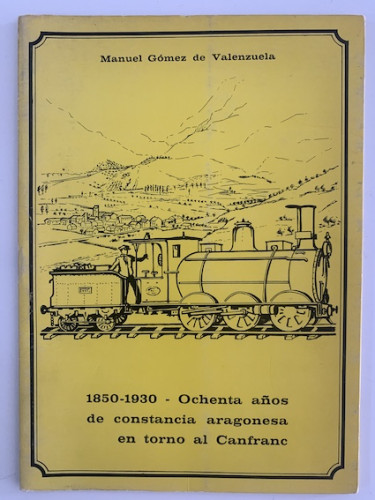 Manuel Gómez de Valenzuela
1850-1930 - Ochenta años
de constancia aragonesa
en torno al Canfranc